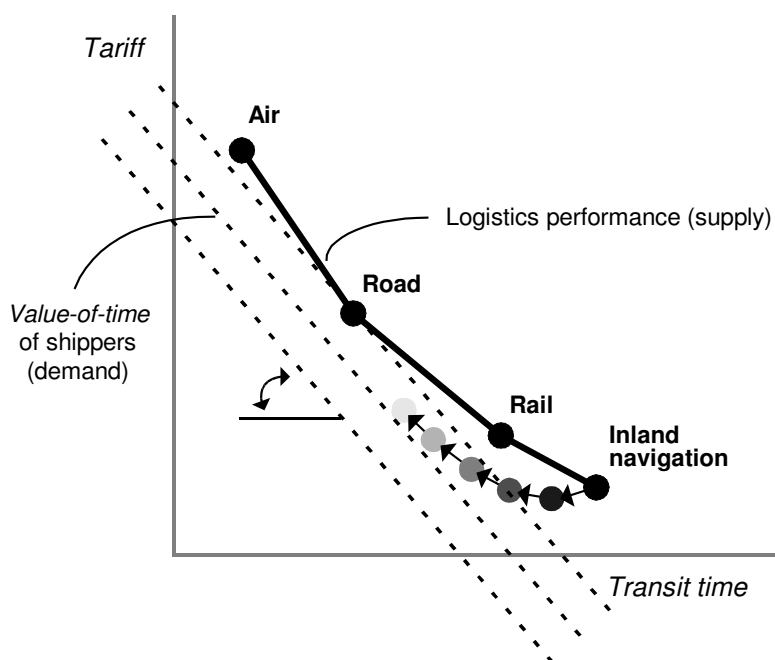 Tariff
Air
Logistics performance (supply)
Road
Value-of-time
of shippers
(demand)
Rail
Inland
navigation
Transit time